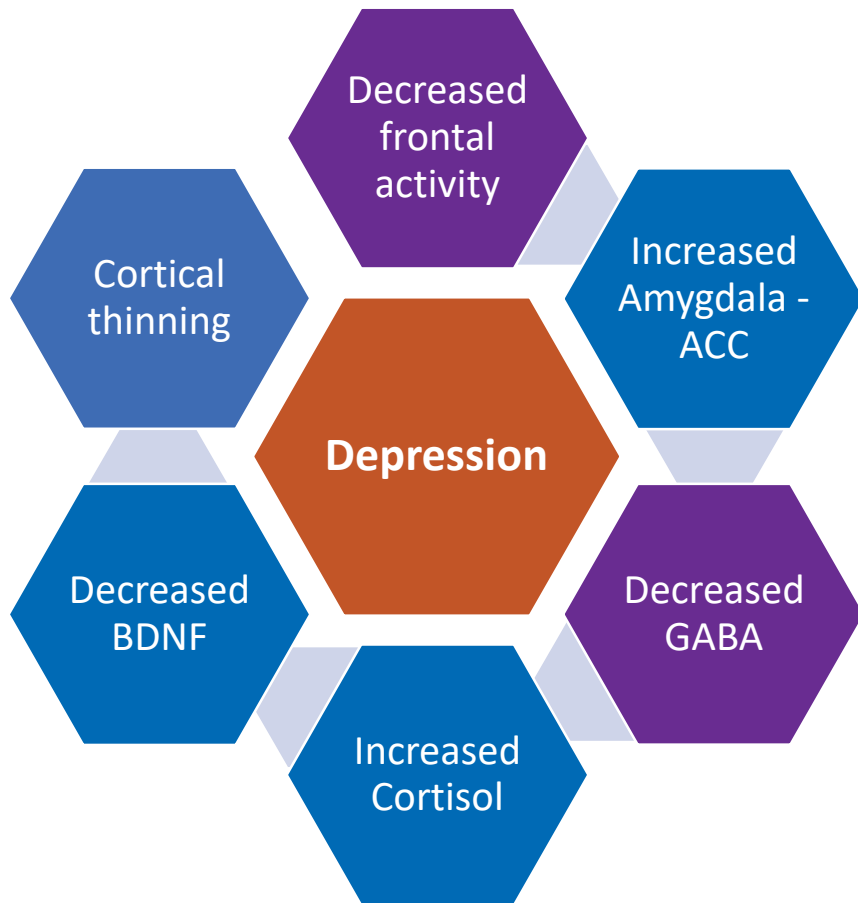 Decreased
frontal
activity
Increased
Amygdala -
ACC
Decreased
GABA
Increased
Cortisol
Decreased
BDNF
Cortical
thinning
Depression